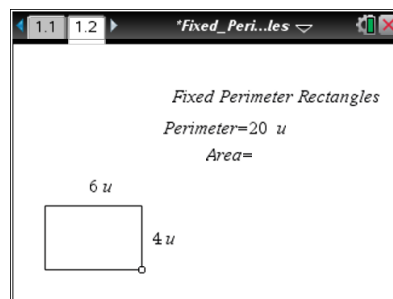 1.1 1.2 *Fixed_Peri...les
Fixed Perimeter Rectangles
Perimeter=20 u
Area=
6 u
4 u